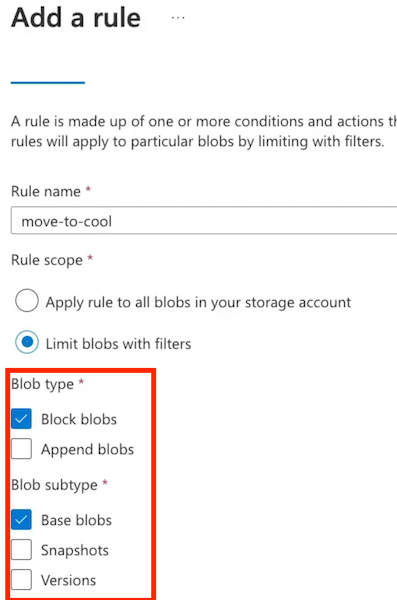 Add a rule ...
A rule is made up of one or more conditions and actions th
rules will apply to particular blobs by limiting with filters.
Rule name *
move-to-cool
Rule scope *
Apply rule to all blobs in your storage account
Limit blobs with filters
Blob type *
Block blobs
Append blobs
Blob subtype *
Base blobs
Snapshots
Versions